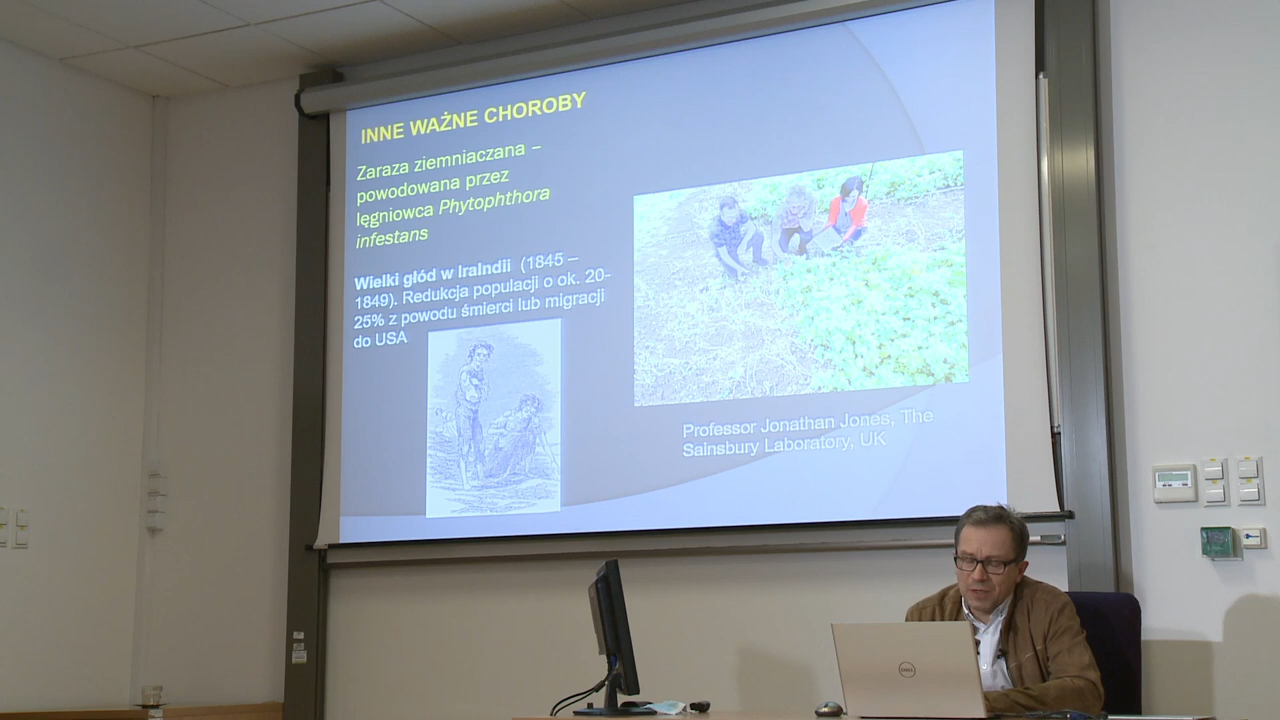 INNE WAŻNE CHOROBY
Zaraza ziemniaczana –
powodowana przez
lęgniowca Phytophthora
infestans
Wielki głód w Iralndii (1845 –
1849). Redukcja populacji o ok. 20-
25% z powodu śmierci lub migracji
do USA
Professor Jonathan Jones, The
Sainsbury Laboratory, UK
DELL